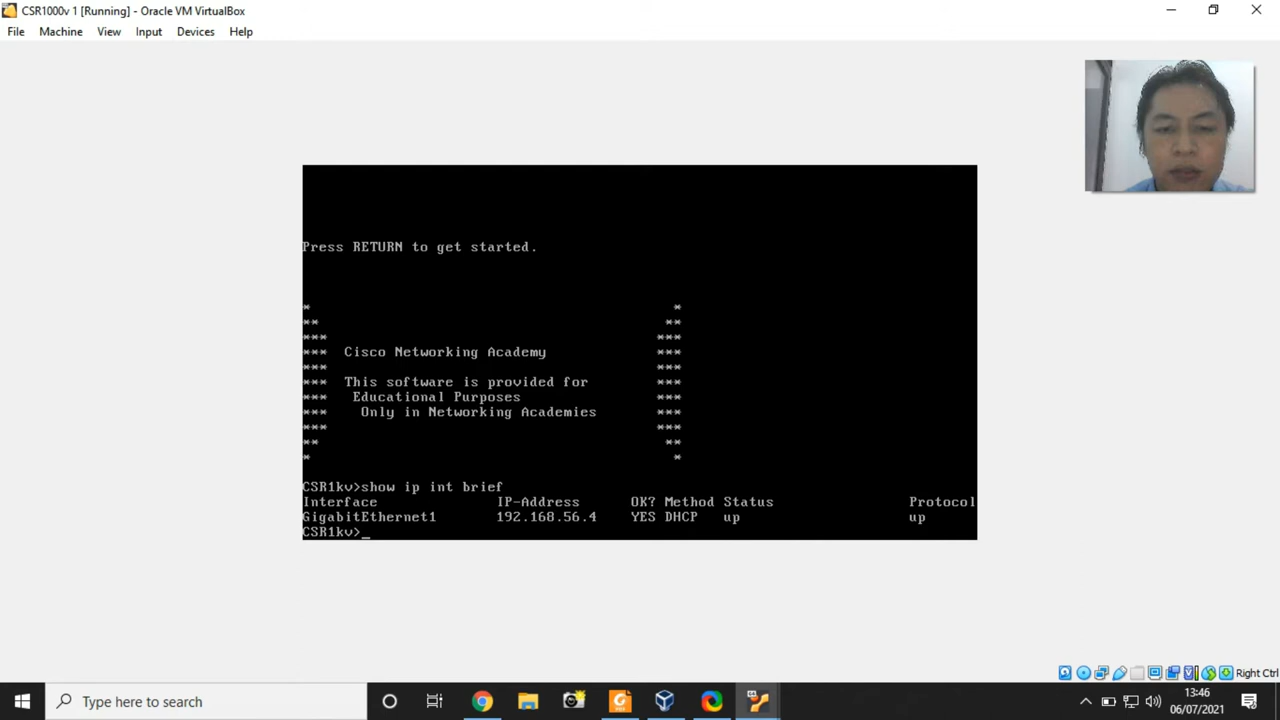 CSR1000v 1 [Running] - Oracle VM VirtualBox
File Machine View Input Devices Help
Press RETURN to get started.
* *
** **
*** ***
*** Cisco Networking Academy ***
*** ***
*** This software is provided for ***
*** Educational Purposes ***
*** Only in Networking Academies ***
*** ***
** **
* *
CSR1kv>show ip int brief
Interface IP-Address OK? Method Status Protocol
GigabitEthernet1 192.168.56.4 YES DHCP up up
CSR1kv>_
Right Ctrl
Type here to search
13:46
06/07/2021